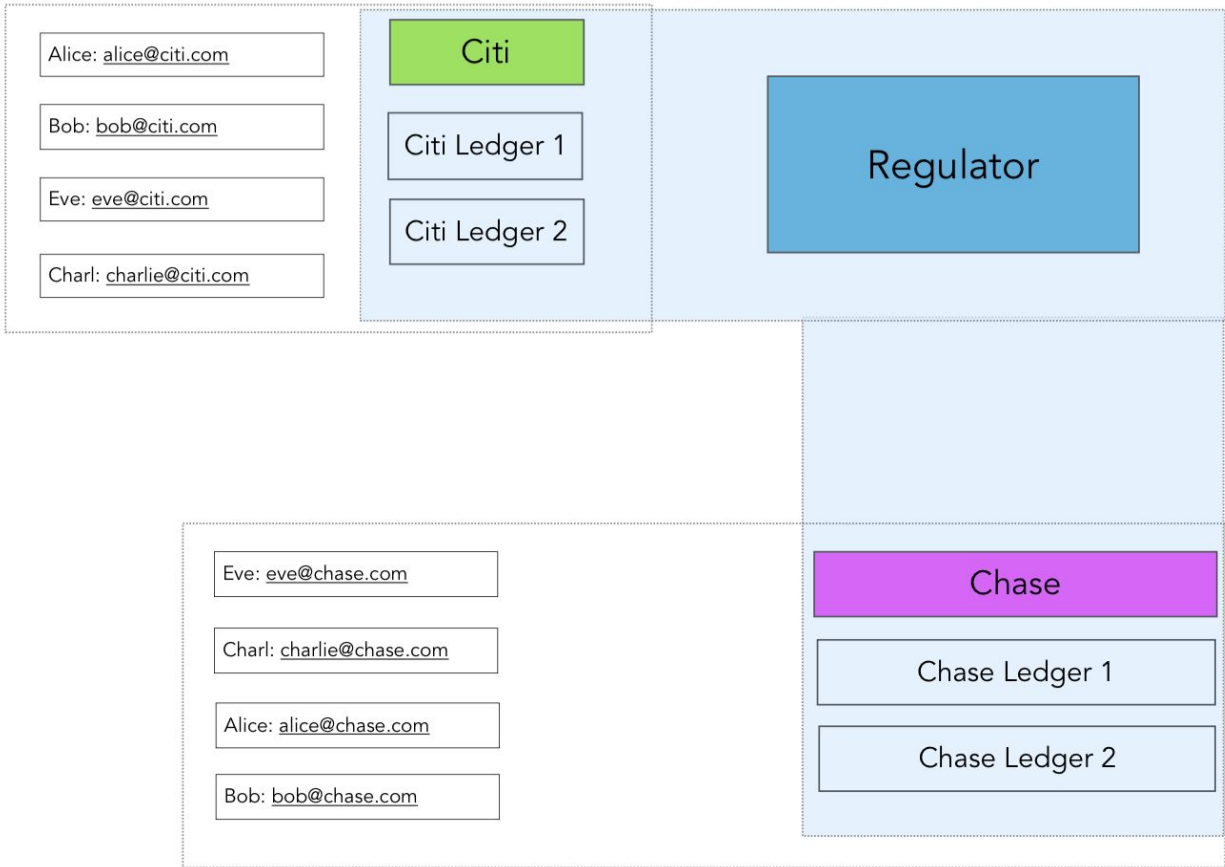 Alice: alice@citi.com
Bob: bob@citi.com
Eve: eve@citi.com
Charl: charlie@citi.com
Citi
Citi Ledger 1
Citi Ledger 2
Regulator
Eve: eve@chase.com
Charl: charlie@chase.com
Alice: alice@chase.com
Bob: bob@chase.com
Chase
Chase Ledger 1
Chase Ledger 2